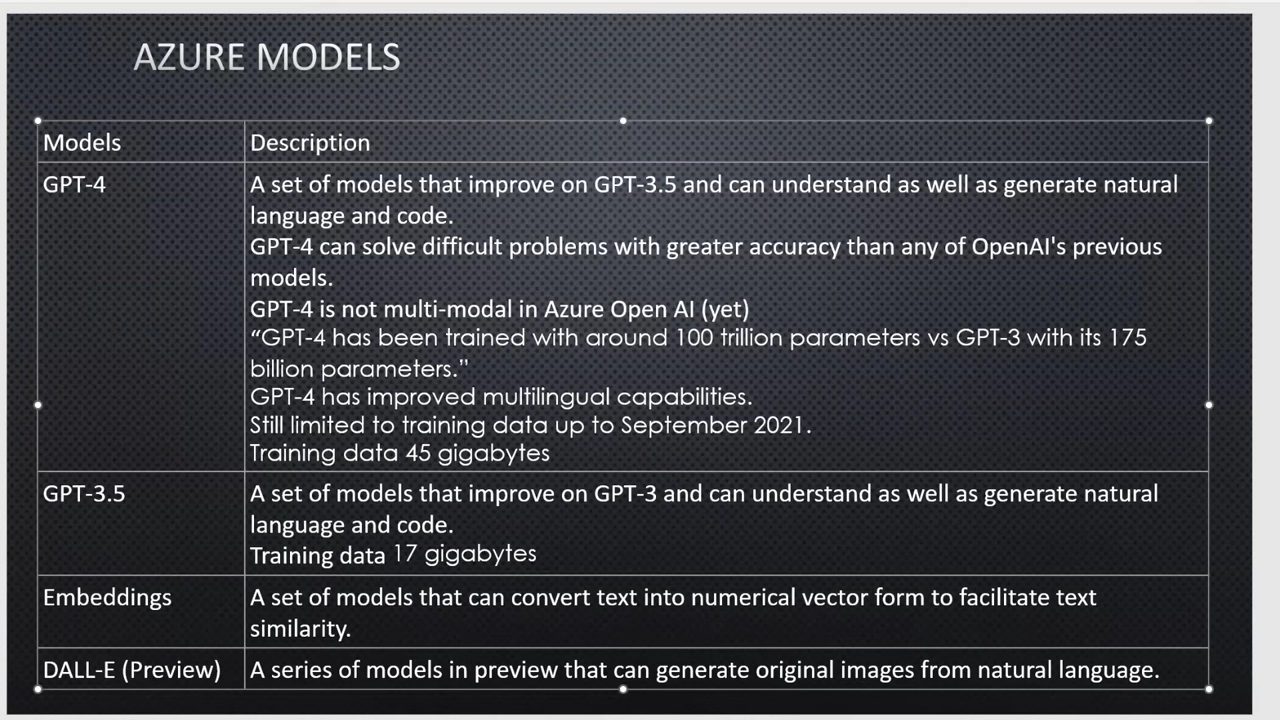 AZURE MODELS
Models
Description
GPT-4
A set of models that improve on GPT-3.5 and can understand as well as generate natural
language and code.
GPT-4 can solve difficult problems with greater accuracy than any of OpenAI's previous
models.
GPT-4 is not multi-modal in Azure Open AI (yet)
“GPT-4 has been trained with around 100 trillion parameters vs GPT-3 with its 175
billion parameters.”
GPT-4 has improved multilingual capabilities.
Still limited to training data up to September 2021.
Training data 45 gigabytes
GPT-3.5
A set of models that improve on GPT-3 and can understand as well as generate natural
language and code.
Training data 17 gigabytes
Embeddings
A set of models that can convert text into numerical vector form to facilitate text
similarity.
DALL-E (Preview)
A series of models in preview that can generate original images from natural language.